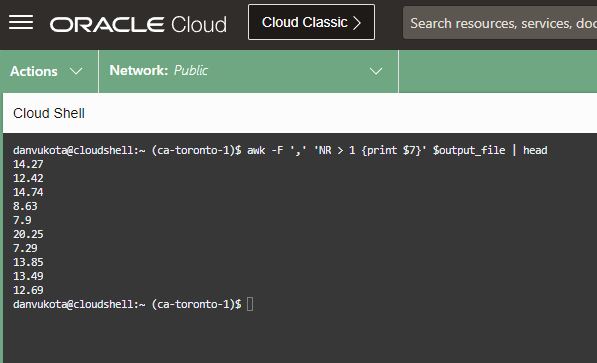 ORACLE Cloud
Cloud Classic >
Search resources, services, doc
Actions
Network: Public
Cloud Shell
danvukota@cloudshell:~ (ca-toronto-1)$ awk -F ',' 'NR > 1 {print $7}' $output_file | head
14.27
12.42
14.74
8.63
7.9
20.25
7.29
13.85
13.49
12.69
danvukota@cloudshell:~ (ca-toronto-1)$